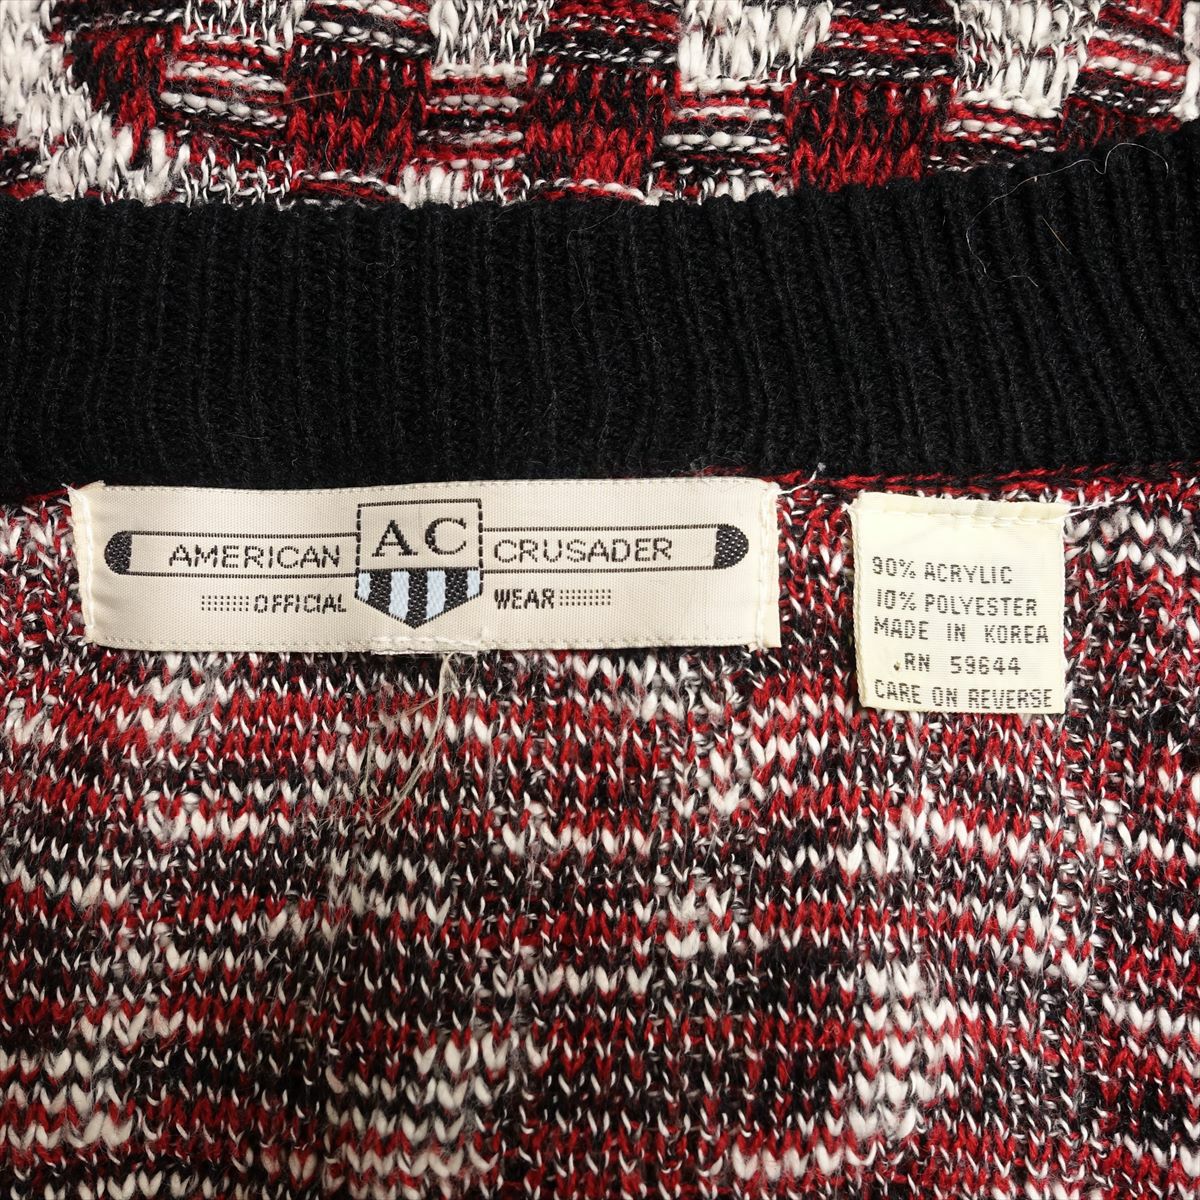 AMERICAN AC CRUSADER
OFFICIAL WEAR
90% ACRYLIC
10% POLYESTER
MADE IN KOREA
.RN 59644
CARE ON REVERSE